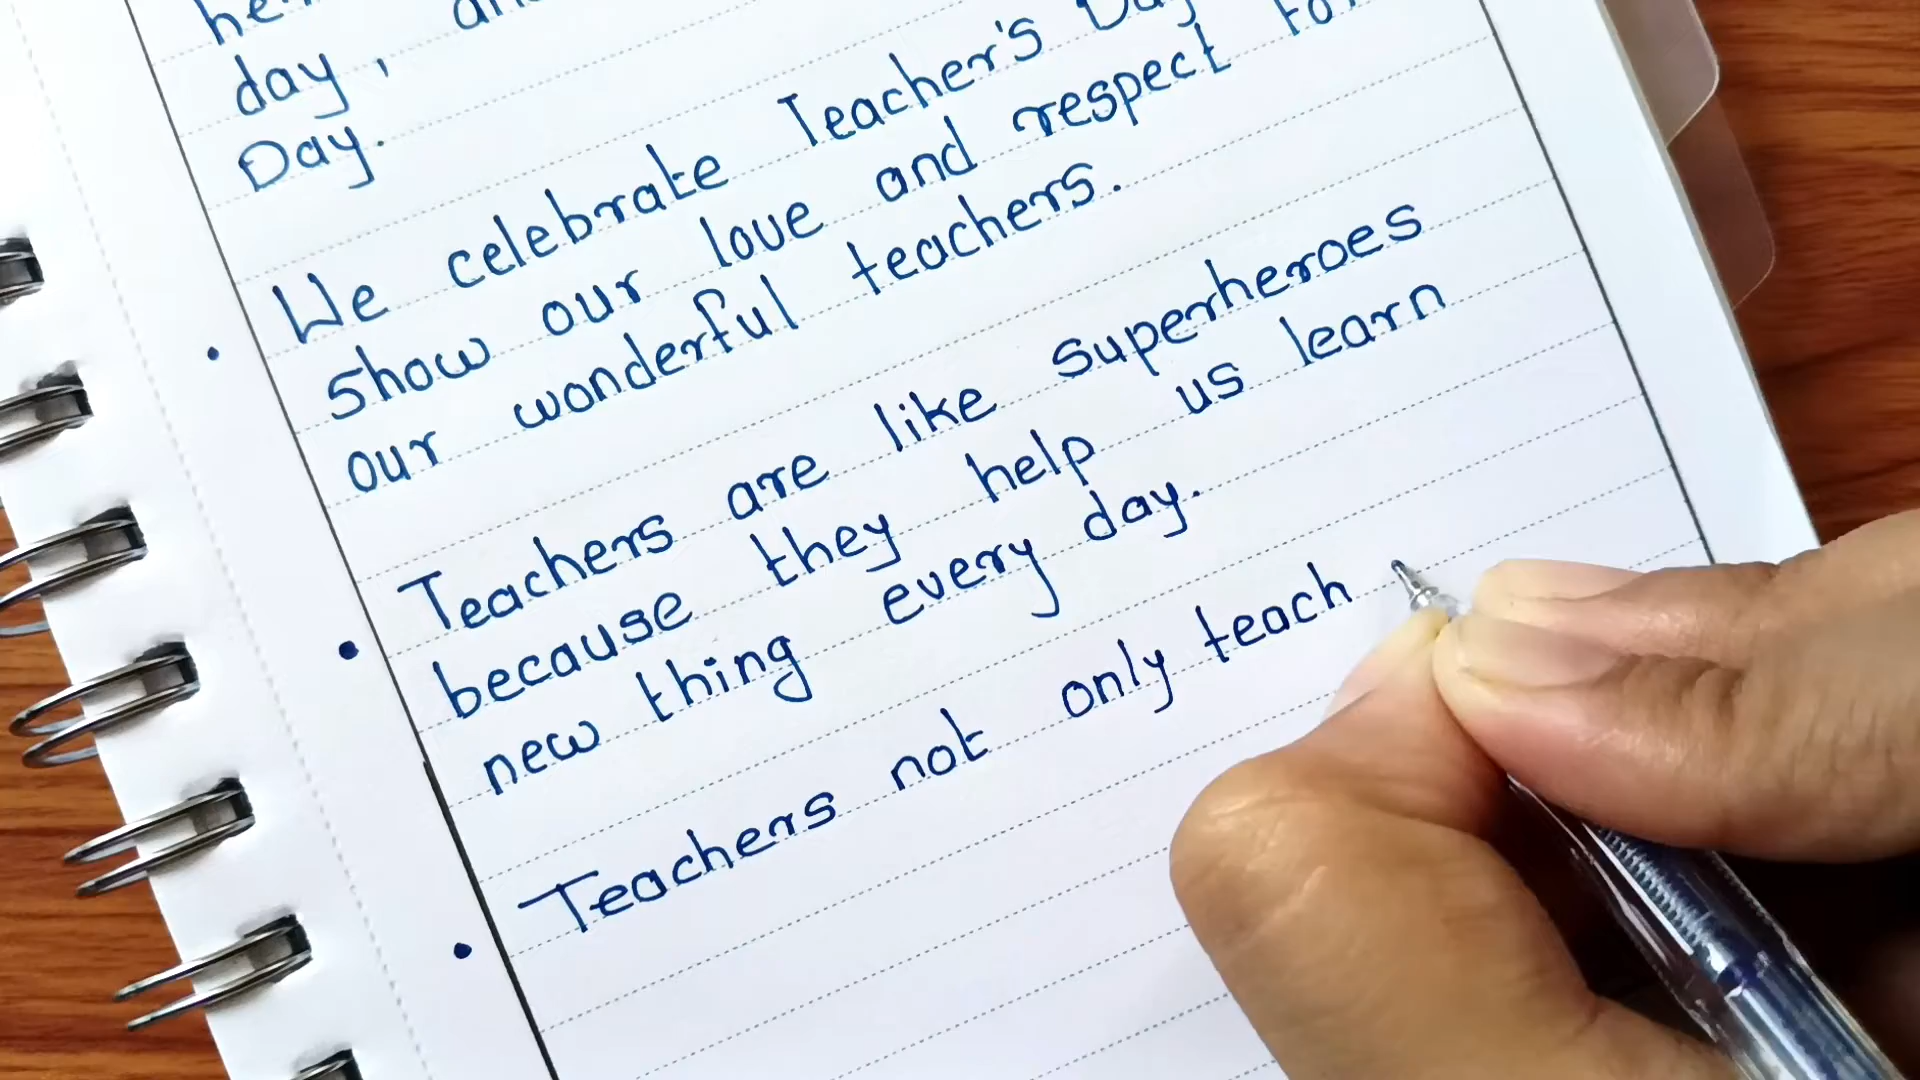 day,
Day.
We celebrate Teacher's Day
show our love and respect
our wonderful teachers.
Teachers are like superheroes
because they help us learn
new thing every day.
Teachers not only teach